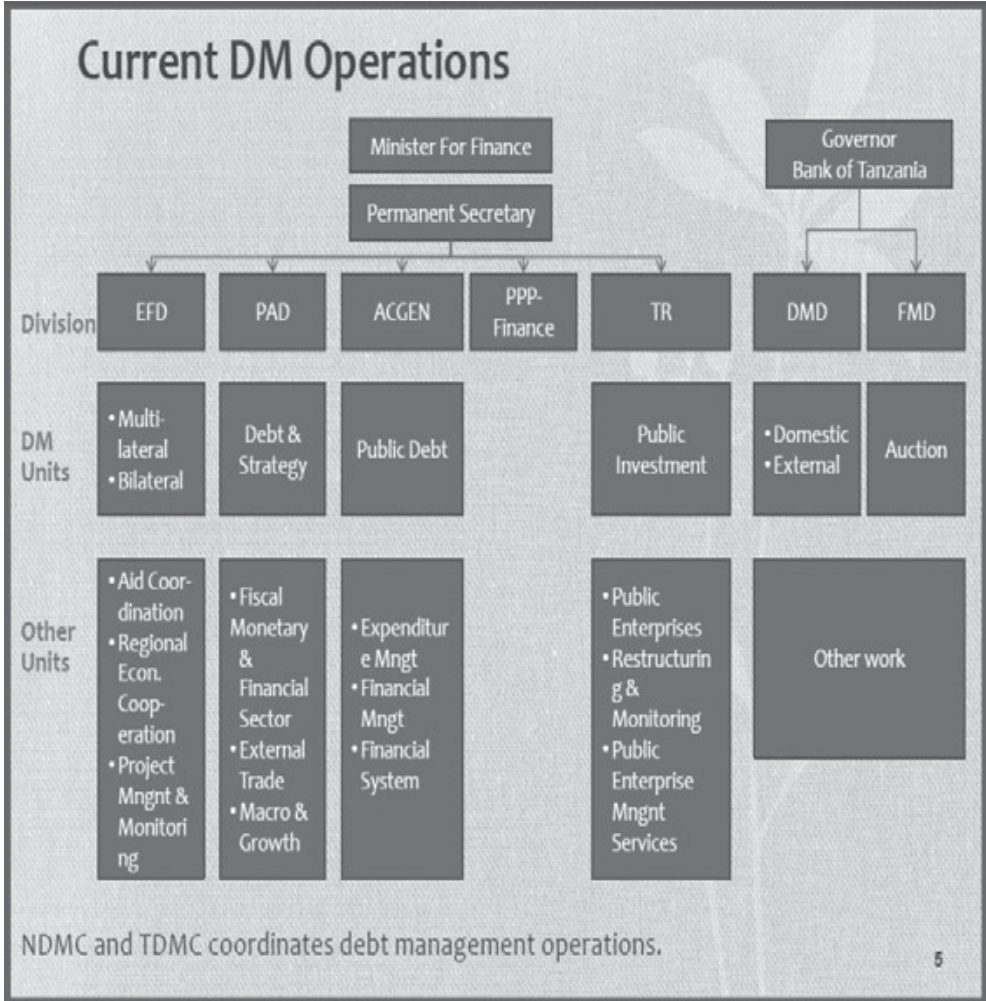 Current DM Operations
Minister For Finance
Governor
Bank of Tanzania
Permanent Secretary
Division
EFD
PAD
ACGEN
PPP-
Finance
TR
DMD
FMD
DM
Units
• Multi-
lateral
• Bilateral
Debt &
Strategy
Public Debt
Public
Investment
• Domestic
• External
Auction
Other
Units
• Aid Coor-
dination
• Regional
Econ.
Coop-
eration
• Project
Mngnt &
Monitori
ng
• Fiscal
Monetary
&
Financial
Sector
• External
Trade
• Macro &
Growth
• Expenditur
e Mngt
• Financial
Mngt
• Financial
System
• Public
Enterprises
• Restructurin
g &
Monitoring
• Public
Enterprise
Mngnt
Services
Other work
NDMC and TDMC coordinates debt management operations.
5